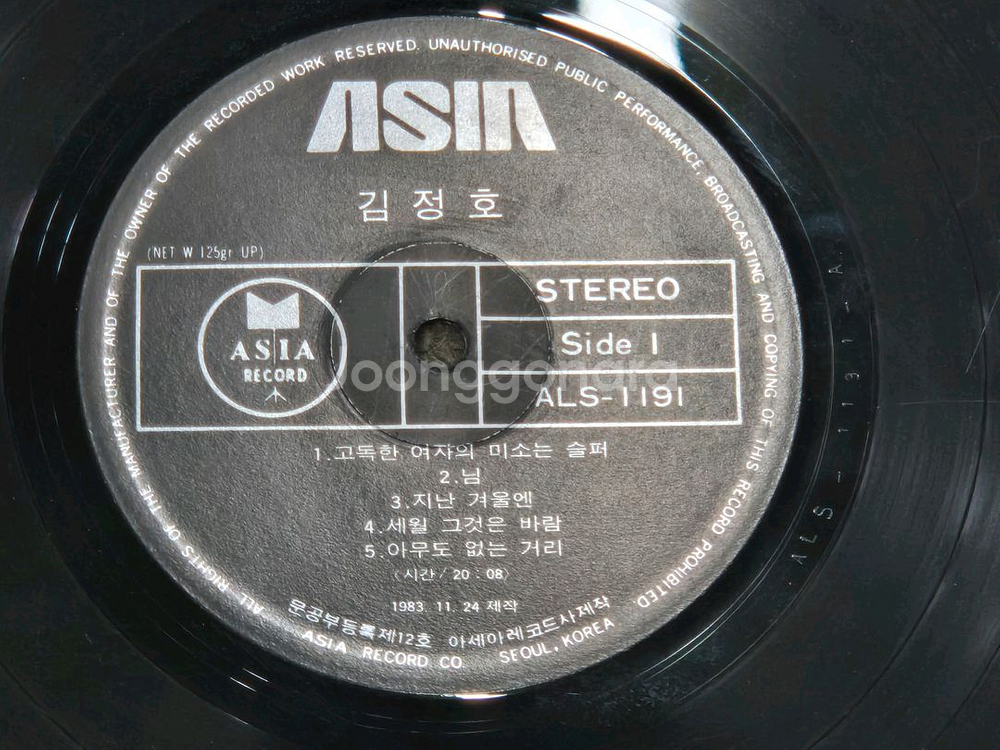 ALL RIGHTS OF THE MANUFACTURER AND OF THE OWNER OF THE RECORDED WORK RESERVED. UNAUTHORISED PUBLIC PERFORMANCE, BROADCASTING AND COPYING OF THIS RECORD PROHIBITED
ASIA
김정호
(NET W 125gr UP)
ASIA
RECORD
STEREO
Side 1
ALS-1191
joonggonara
1.고독한 여자의 미소는 슬퍼
2.님
3.지난 겨울엔
4.세월 그것은 바람
5.아무도 없는 거리
(시간/20:08)
1983. 11. 24 제작
문공부등록제12호 아세아레코드사제작
ASIA RECORD CO. SEOUL, KOREA
ALS-1191-A